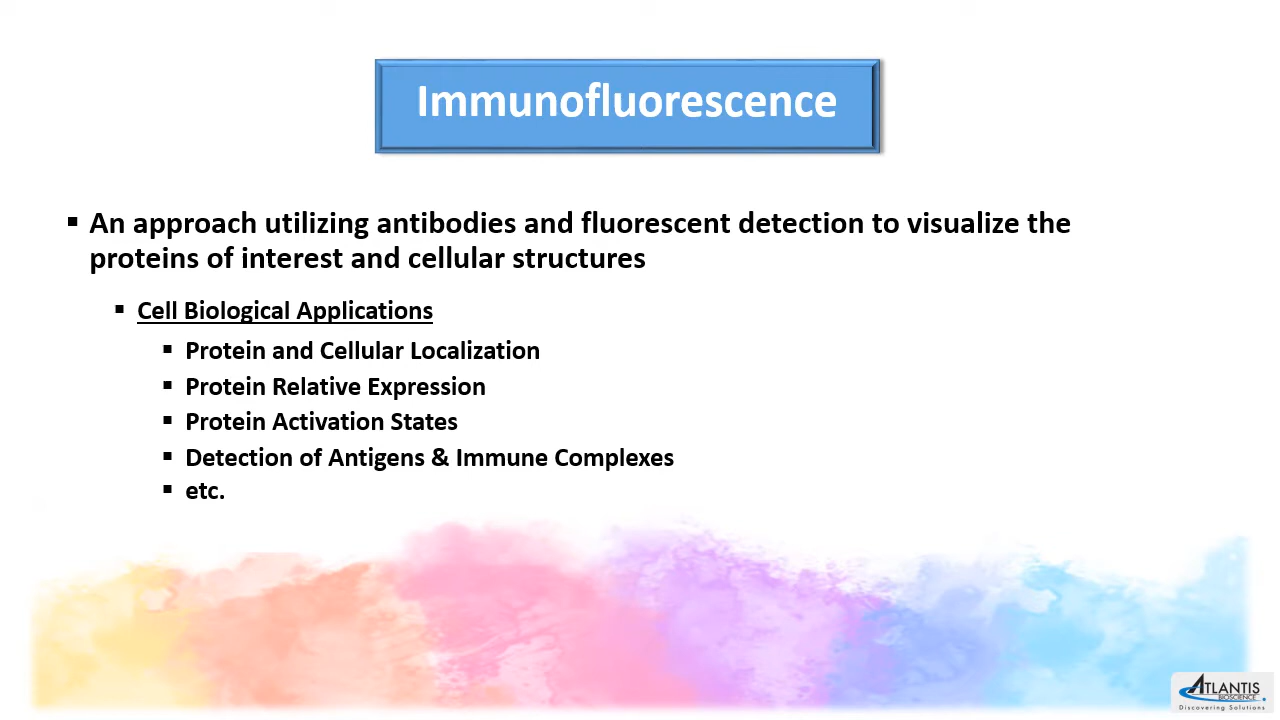 Immunofluorescence
▪ An approach utilizing antibodies and fluorescent detection to visualize the
proteins of interest and cellular structures
▪ Cell Biological Applications
▪ Protein and Cellular Localization
▪ Protein Relative Expression
▪ Protein Activation States
▪ Detection of Antigens & Immune Complexes
▪ etc.
ATLANTIS
BIOSCIENCE
Discovering Solutions